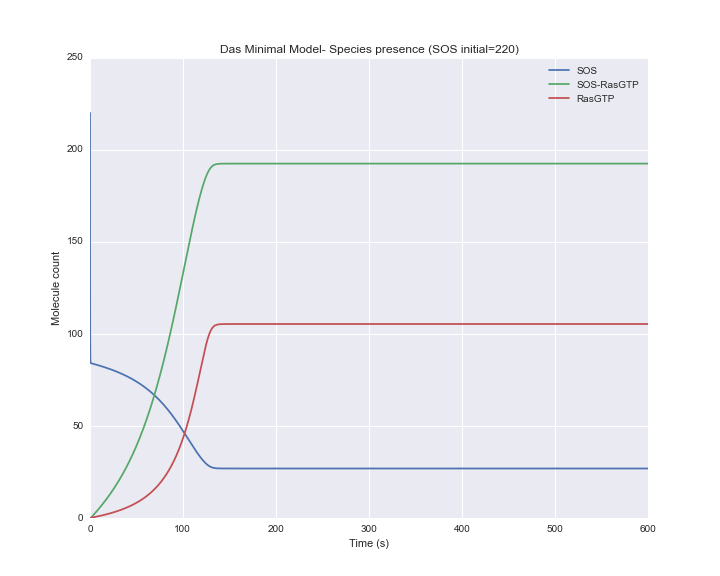 Das Minimal Model- Species presence (SOS initial=220)
250
200
150
100
50
0
Molecule count
SOS
SOS-RasGTP
RasGTP
0 100 200 300 400 500 600
Time (s)